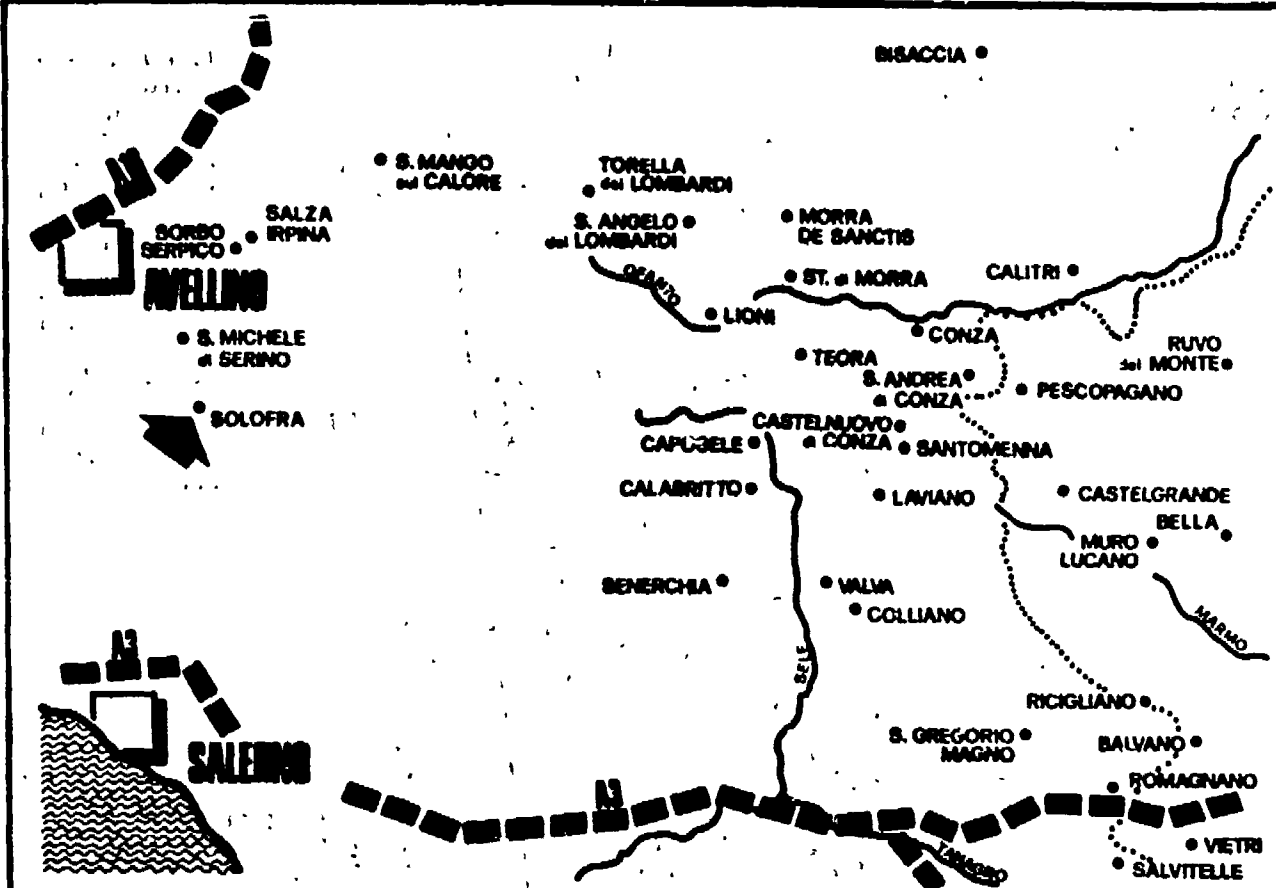 BISACCIA
S. MANGO
sul CALORE
TORELLA
dei LOMBARDI
SALZA
IRPINA
SORBO
SERPICO
S. ANGELO
dei LOMBARDI
MORRA
DE SANCTIS
AVELLINO
OFANTO
ST. di MORRA
CALITRI
LIONI
S. MICHELE
di SERINO
CONZA
TEORA
RUVO
del MONTE
S. ANDREA
di CONZA
PESCOPAGANO
SOLOFRA
CASTELNUOVO
di CONZA
CAPOSELE
SANTOMENNA
CALABRITTO
LAVIANO
CASTELGRANDE
BELLA
MURO
LUCANO
SENERCHIA
VALVA
COLLIANO
MARMO
A3
SELE
RICIGLIANO
S. GREGORIO
MAGNO
BALVANO
SALERNO
ROMAGNANO
A3
VIETRI
TANAGRO
SALVITELLE